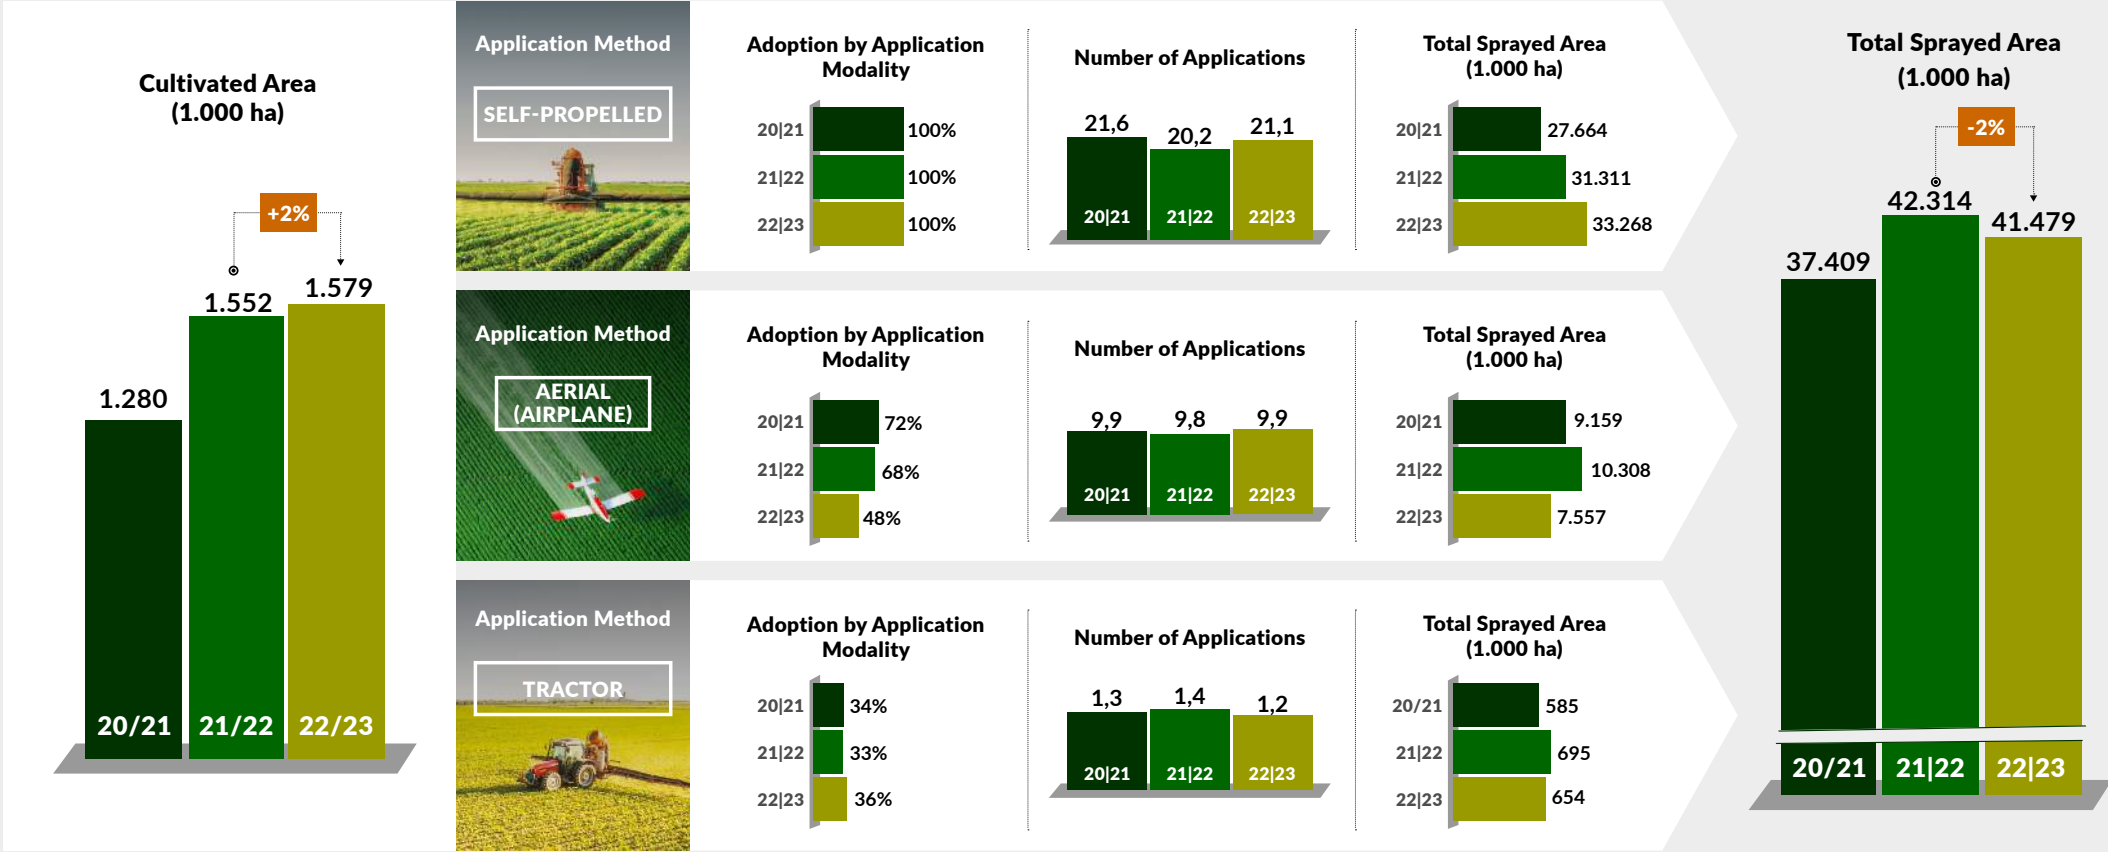 Cultivated Area
(1.000 ha)
+2%
1.280
1.552
1.579
20/21
21/22
22/23
Application Method
SELF-PROPELLED
Adoption by Application
Modality
20|21
100%
21|22
100%
22|23
100%
Number of Applications
21,6
20,2
21,1
20|21
21|22
22|23
Total Sprayed Area
(1.000 ha)
20|21
27.664
21|22
31.311
22|23
33.268
Application Method
AERIAL
(AIRPLANE)
Adoption by Application
Modality
20|21
72%
21|22
68%
22|23
48%
Number of Applications
9,9
9,8
9,9
20|21
21|22
22|23
Total Sprayed Area
(1.000 ha)
20|21
9.159
21|22
10.308
22|23
7.557
Application Method
TRACTOR
Adoption by Application
Modality
20|21
34%
21|22
33%
22|23
36%
Number of Applications
1,3
1,4
1,2
20|21
21|22
22|23
Total Sprayed Area
(1.000 ha)
20/21
585
21|22
695
22|23
654
Total Sprayed Area
(1.000 ha)
-2%
37.409
42.314
41.479
20/21
21|22
22|23